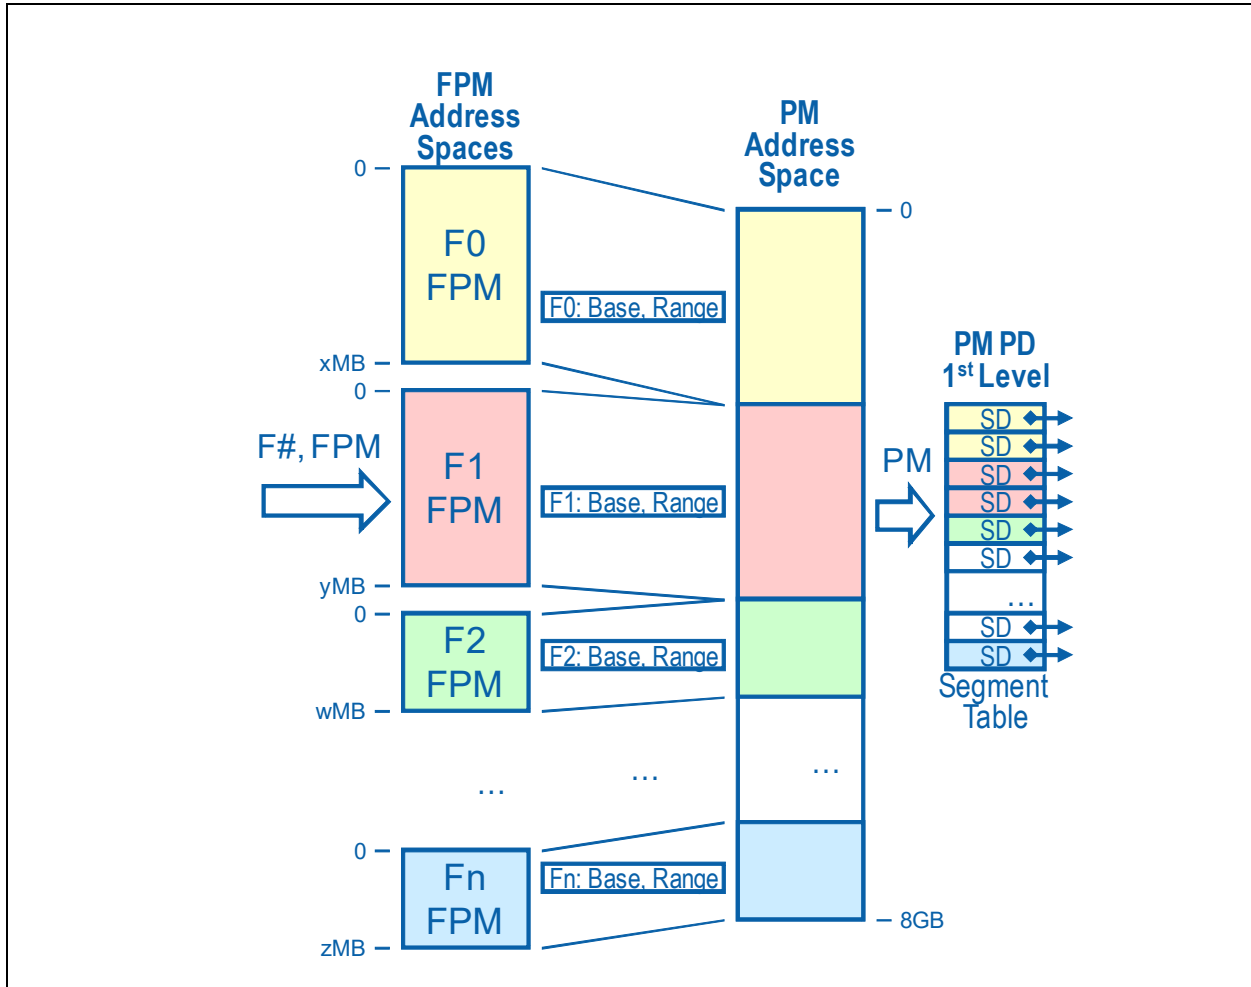 FPM
Address
Spaces
PM
Address
Space
0
0
F0
FPM
F0: Base, Range
xMB
PM PD
1st Level
0
SD
SD
F#, FPM
F1
FPM
PM
SD
F1: Base, Range
SD
SD
SD
yMB
...
0
SD
F2
FPM
F2: Base, Range
SD
Segment
Table
wMB
...
...
...
0
Fn
FPM
Fn: Base, Range
8GB
zMB